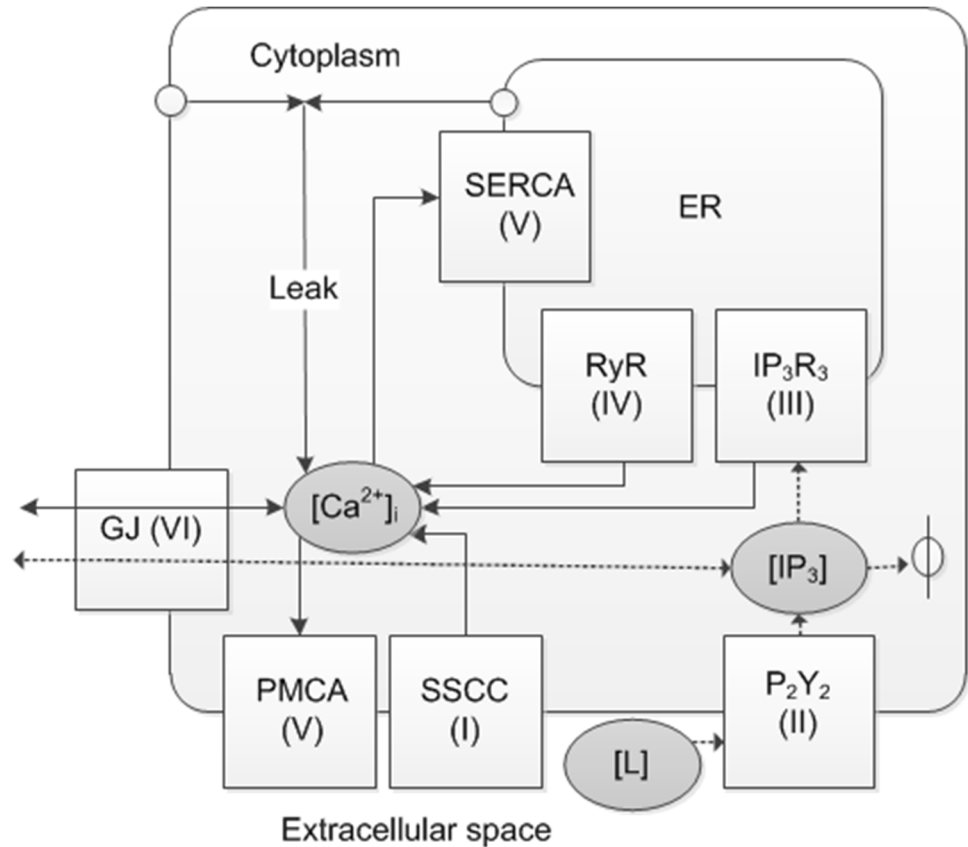 Cytoplasm
SERCA
(V)
ER
Leak
RyR
(IV)
IP₃R₃
(III)
[Ca²⁺]ᵢ
GJ (VI)
[IP₃]
PMCA
(V)
SSCC
(I)
P₂Y₂
(II)
[L]
Extracellular space